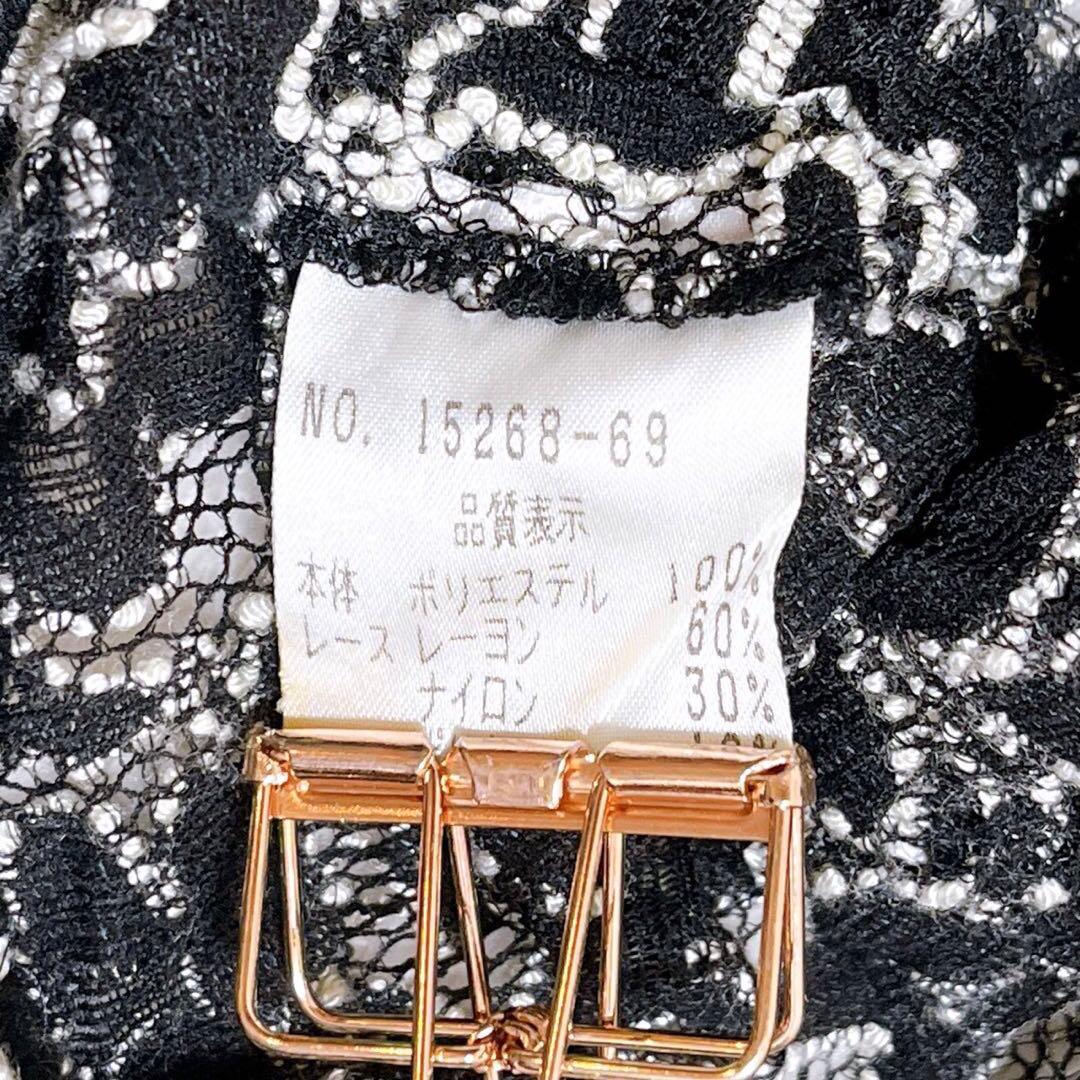 NO. 15268-69
品質表示
本体 ポリエステル 100%
レース レーヨン 60%
ナイロン 30%